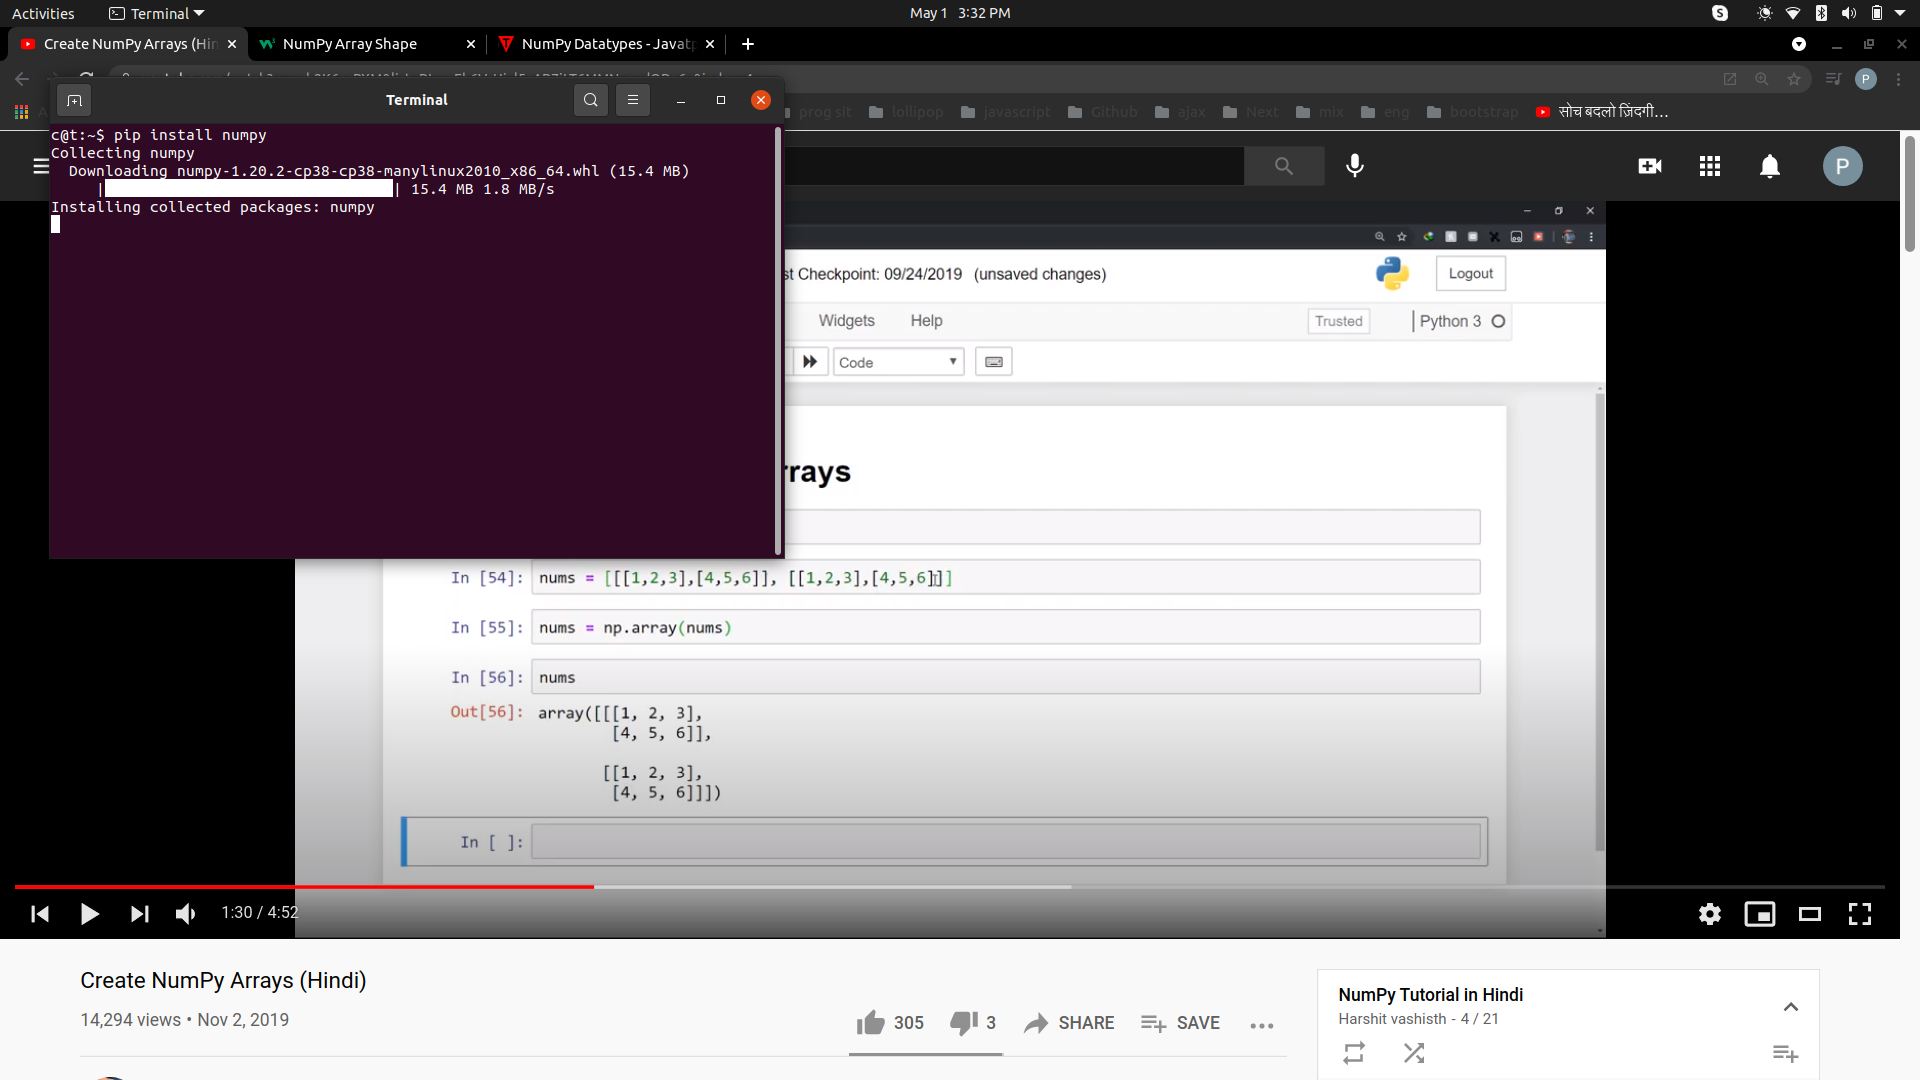 Activities Terminal May 1 3:32 PM
Create NumPy Arrays (Hin NumPy Array Shape NumPy Datatypes - Javatp
prog sit lollipop javascript Github ajax Next mix eng bootstrap सोच बदलो ज़िंदगी…
Terminal
c@t:~$ pip install numpy
Collecting numpy
Downloading numpy-1.20.2-cp38-cp38-manylinux2010_x86_64.whl (15.4 MB)
| | 15.4 MB 1.8 MB/s
Installing collected packages: numpy
P
P
st Checkpoint: 09/24/2019 (unsaved changes) Logout
Widgets Help Trusted Python 3
Code
rrays
In [54]: nums = [[[1,2,3],[4,5,6]], [[1,2,3],[4,5,6]]]
In [55]: nums = np.array(nums)
In [56]: nums
Out[56]: array([[[1, 2, 3],
[4, 5, 6]],
[[1, 2, 3],
[4, 5, 6]]])
In [ ]:
1:30 / 4:52
Create NumPy Arrays (Hindi)
14,294 views • Nov 2, 2019
305 3 SHARE SAVE
NumPy Tutorial in Hindi
Harshit vashisth - 4 / 21